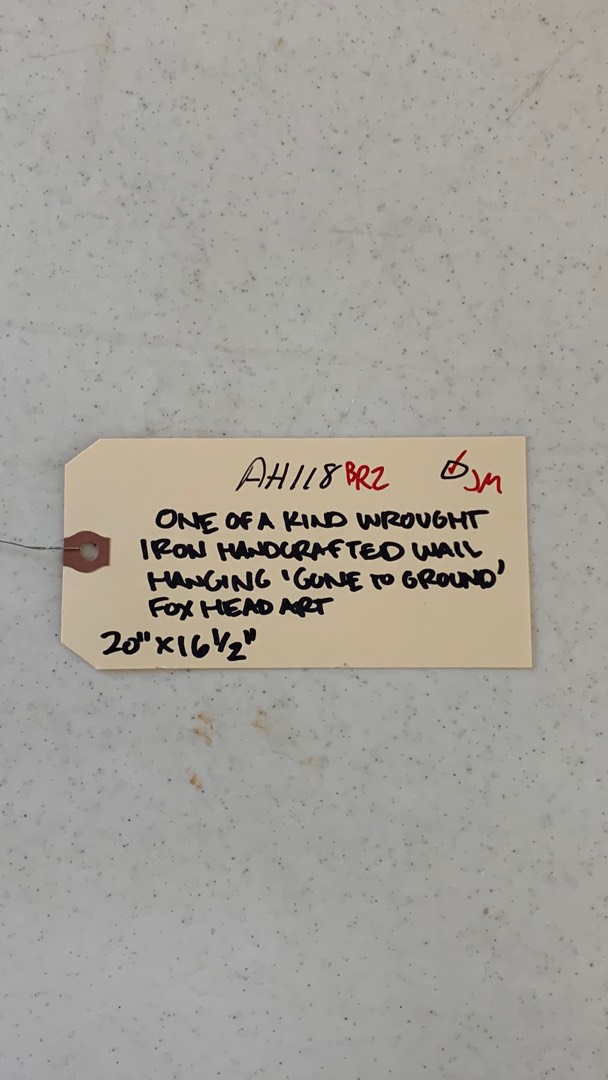 AH118 BR2 JM
ONE OF A KIND WROUGHT
IRON HANDCRAFTED WALL
HANGING 'GONE TO GROUND'
FOX HEAD ART
20" x 16 1/2"